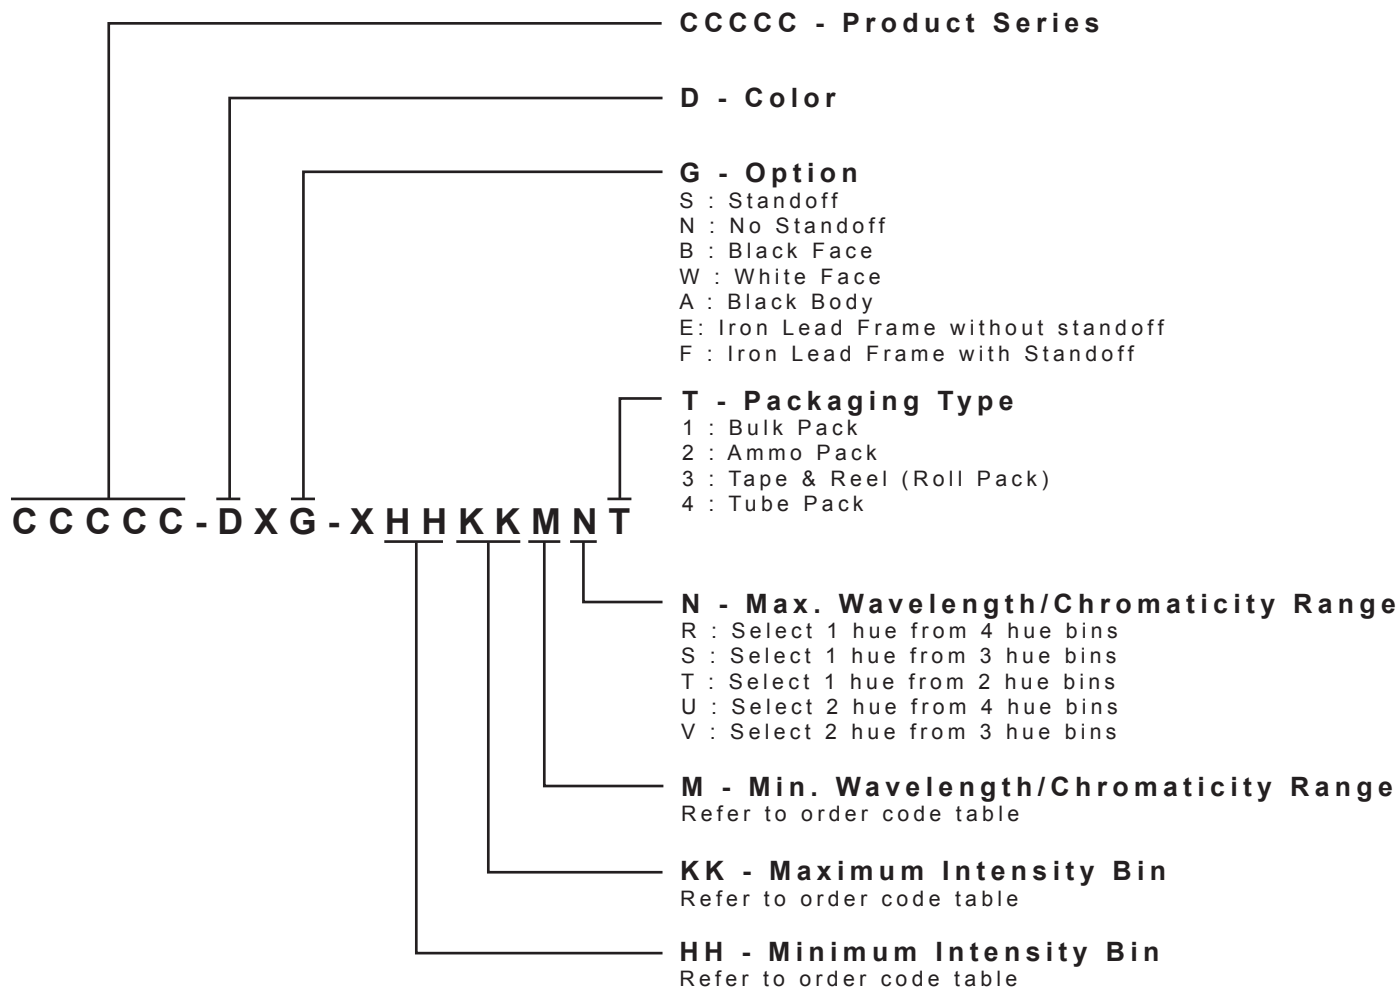 CCCCC - Product Series
D - Color
G - Option
S : Standoff
N : No Standoff
B : Black Face
W : White Face
A : Black Body
E: Iron Lead Frame without standoff
F : Iron Lead Frame with Standoff
T - Packaging Type
1 : Bulk Pack
2 : Ammo Pack
3 : Tape & Reel (Roll Pack)
4 : Tube Pack
CCCCC-DXG-XHHKKMNT
N - Max. Wavelength/Chromaticity Range
R : Select 1 hue from 4 hue bins
S : Select 1 hue from 3 hue bins
T : Select 1 hue from 2 hue bins
U : Select 2 hue from 4 hue bins
V : Select 2 hue from 3 hue bins
M - Min. Wavelength/Chromaticity Range
Refer to order code table
KK - Maximum Intensity Bin
Refer to order code table
HH - Minimum Intensity Bin
Refer to order code table